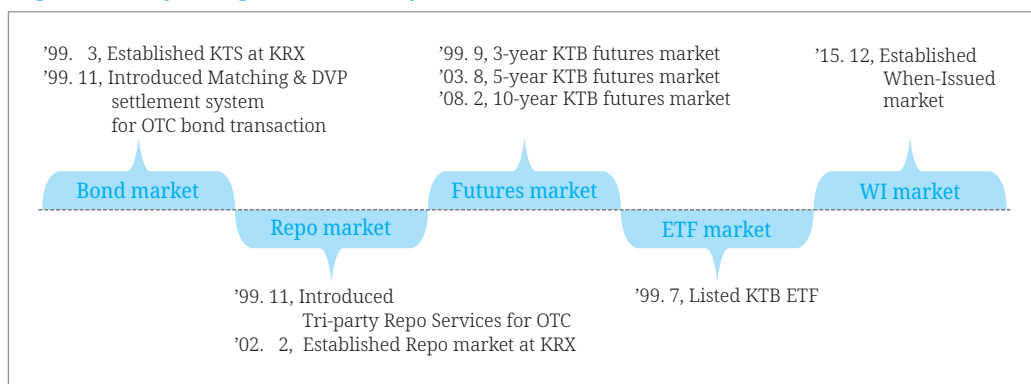 '99. 3, Established KTS at KRX
'99. 11, Introduced Matching & DVP
settlement system
for OTC bond transaction
'99. 9, 3-year KTB futures market
'03. 8, 5-year KTB futures market
'08. 2, 10-year KTB futures market
'15. 12, Established
When-Issued
market
Bond market
Futures market
WI market
Repo market
ETF market
'99. 11, Introduced
Tri-party Repo Services for OTC
'02. 2, Established Repo market at KRX
'99. 7, Listed KTB ETF